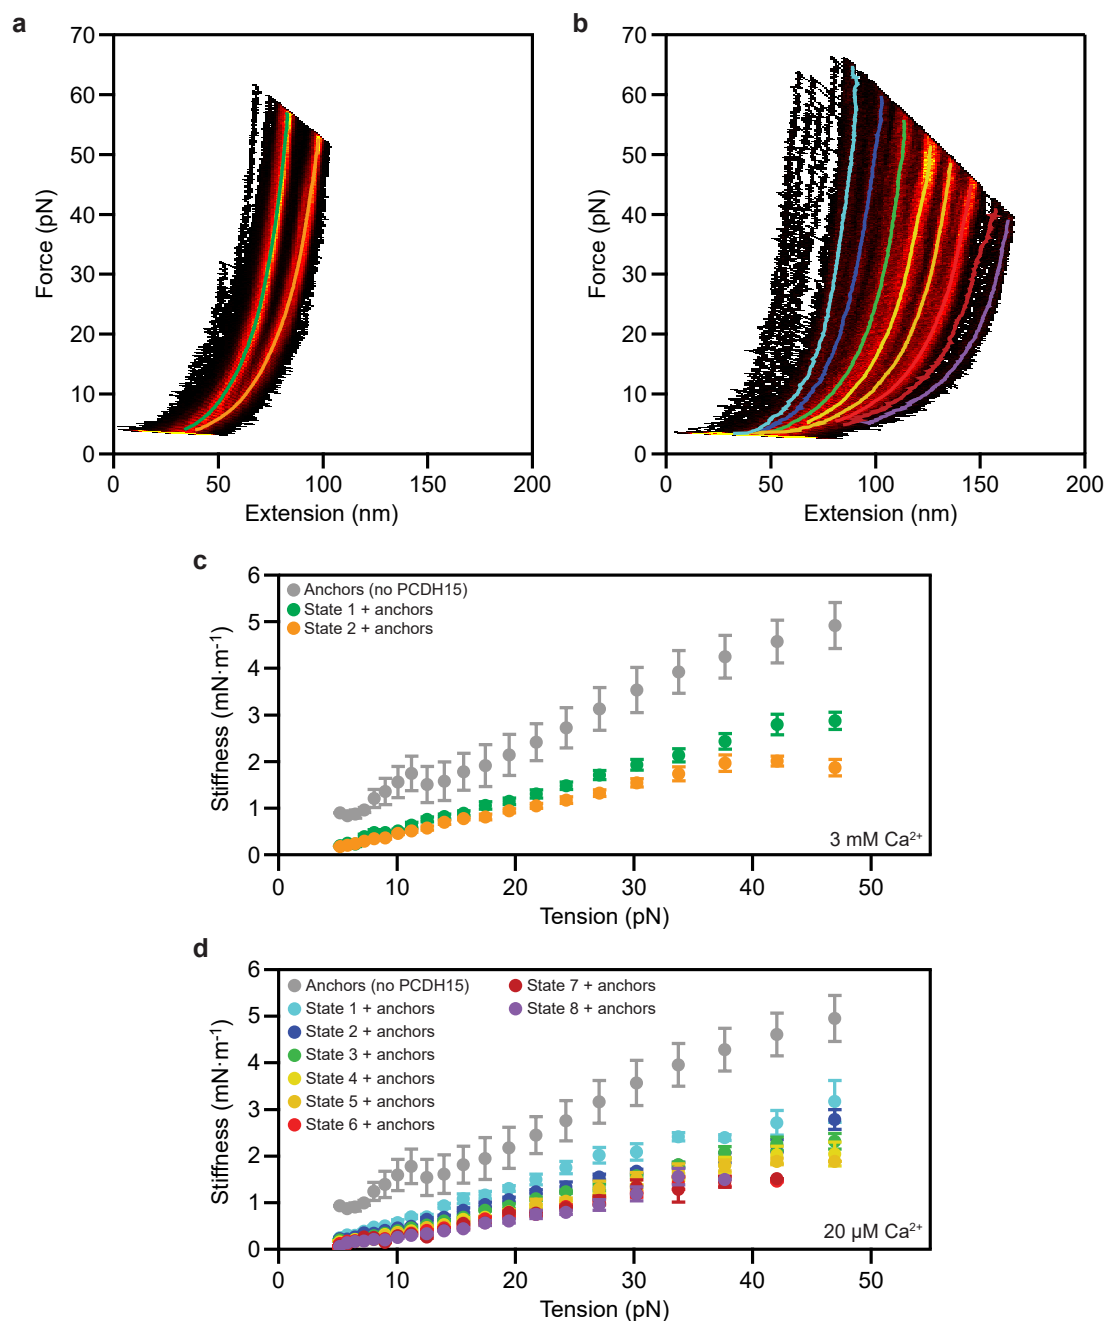 a
b
70
60
50
40
30
20
10
0
Force (pN)
0
50
100
150
200
Extension (nm)
70
60
50
40
30
20
10
0
Force (pN)
0
50
100
150
200
Extension (nm)
c
6
5
4
3
2
1
0
Stiffness (mN·m⁻¹)
Anchors (no PCDH15)
State 1 + anchors
State 2 + anchors
3 mM Ca²⁺
0
10
20
30
40
50
Tension (pN)
d
6
5
4
3
2
1
0
Stiffness (mN·m⁻¹)
Anchors (no PCDH15)
State 1 + anchors
State 2 + anchors
State 3 + anchors
State 4 + anchors
State 5 + anchors
State 6 + anchors
State 7 + anchors
State 8 + anchors
20 µM Ca²⁺
0
10
20
30
40
50
Tension (pN)